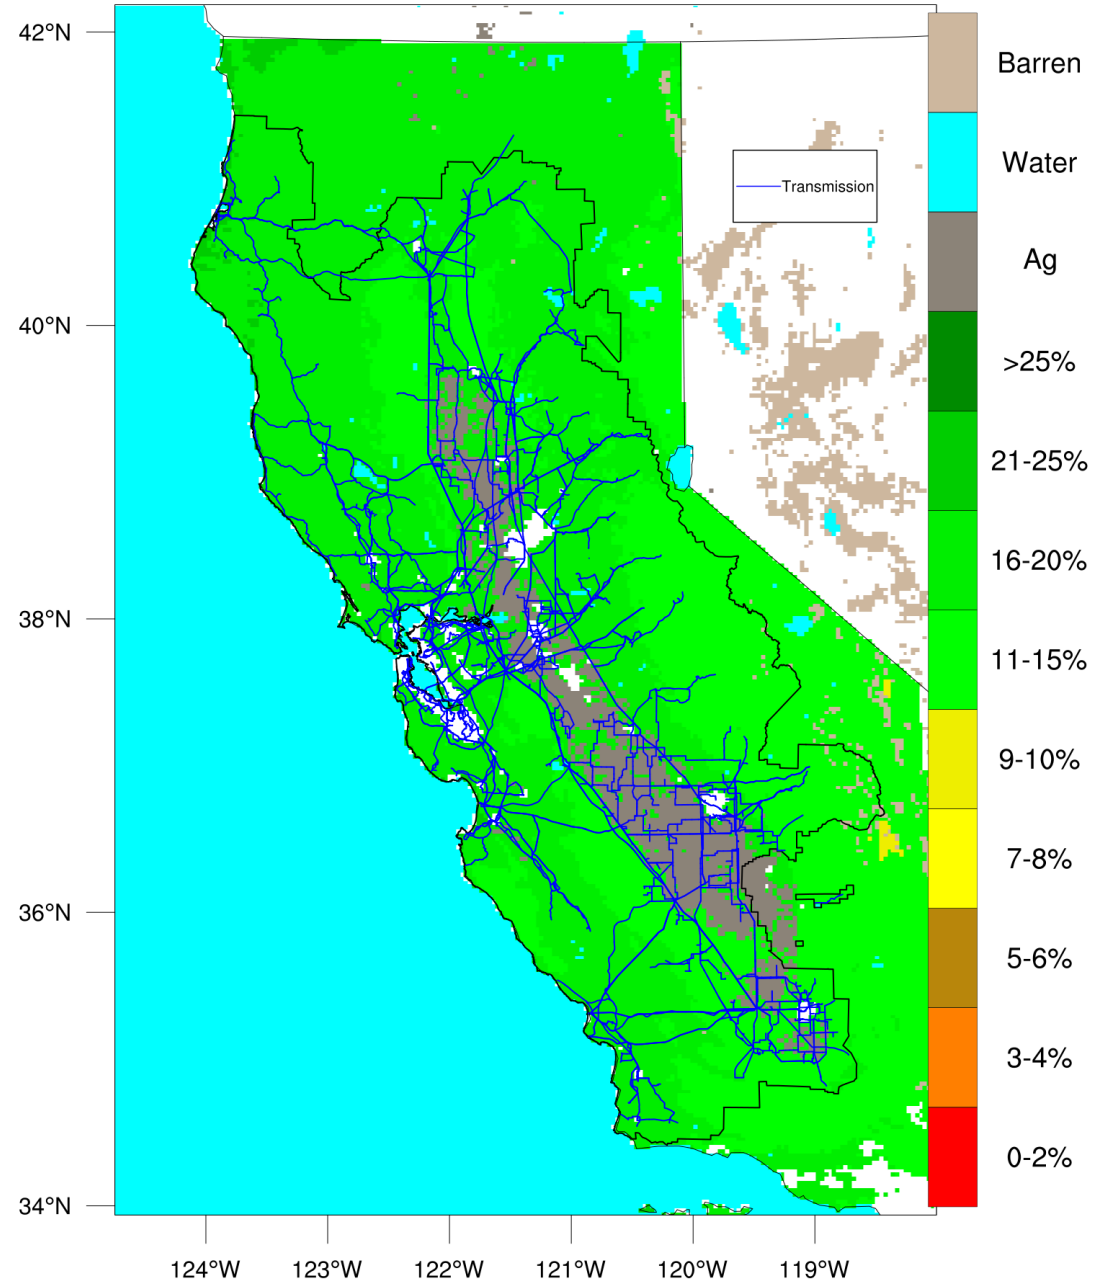 42°N
40°N
38°N
36°N
34°N
124°W
123°W
122°W
121°W
120°W
119°W
Transmission
Barren
Water
Ag
>25%
21-25%
16-20%
11-15%
9-10%
7-8%
5-6%
3-4%
0-2%